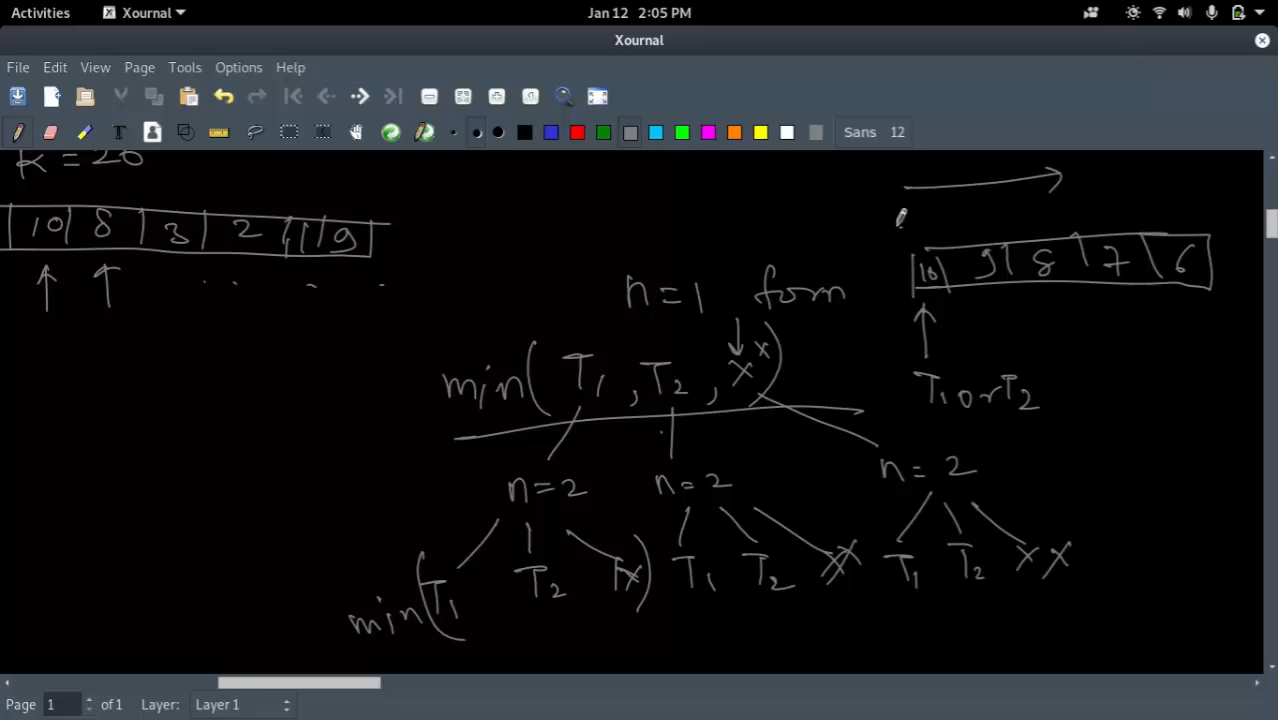 Activities Xournal Jan 12 2:05 PM
Xournal
File Edit View Page Tools Options Help
Sans 12
K = 20
10 8 3 2 1 9
10 9 8 7 6
n=1 form
min( T1 , T2 , X x )
T1 or T2
n=2 n=2 n=2
min( T1 T2 X ) T1 T2 X T1 T2 X X
Page 1 of 1 Layer: Layer 1